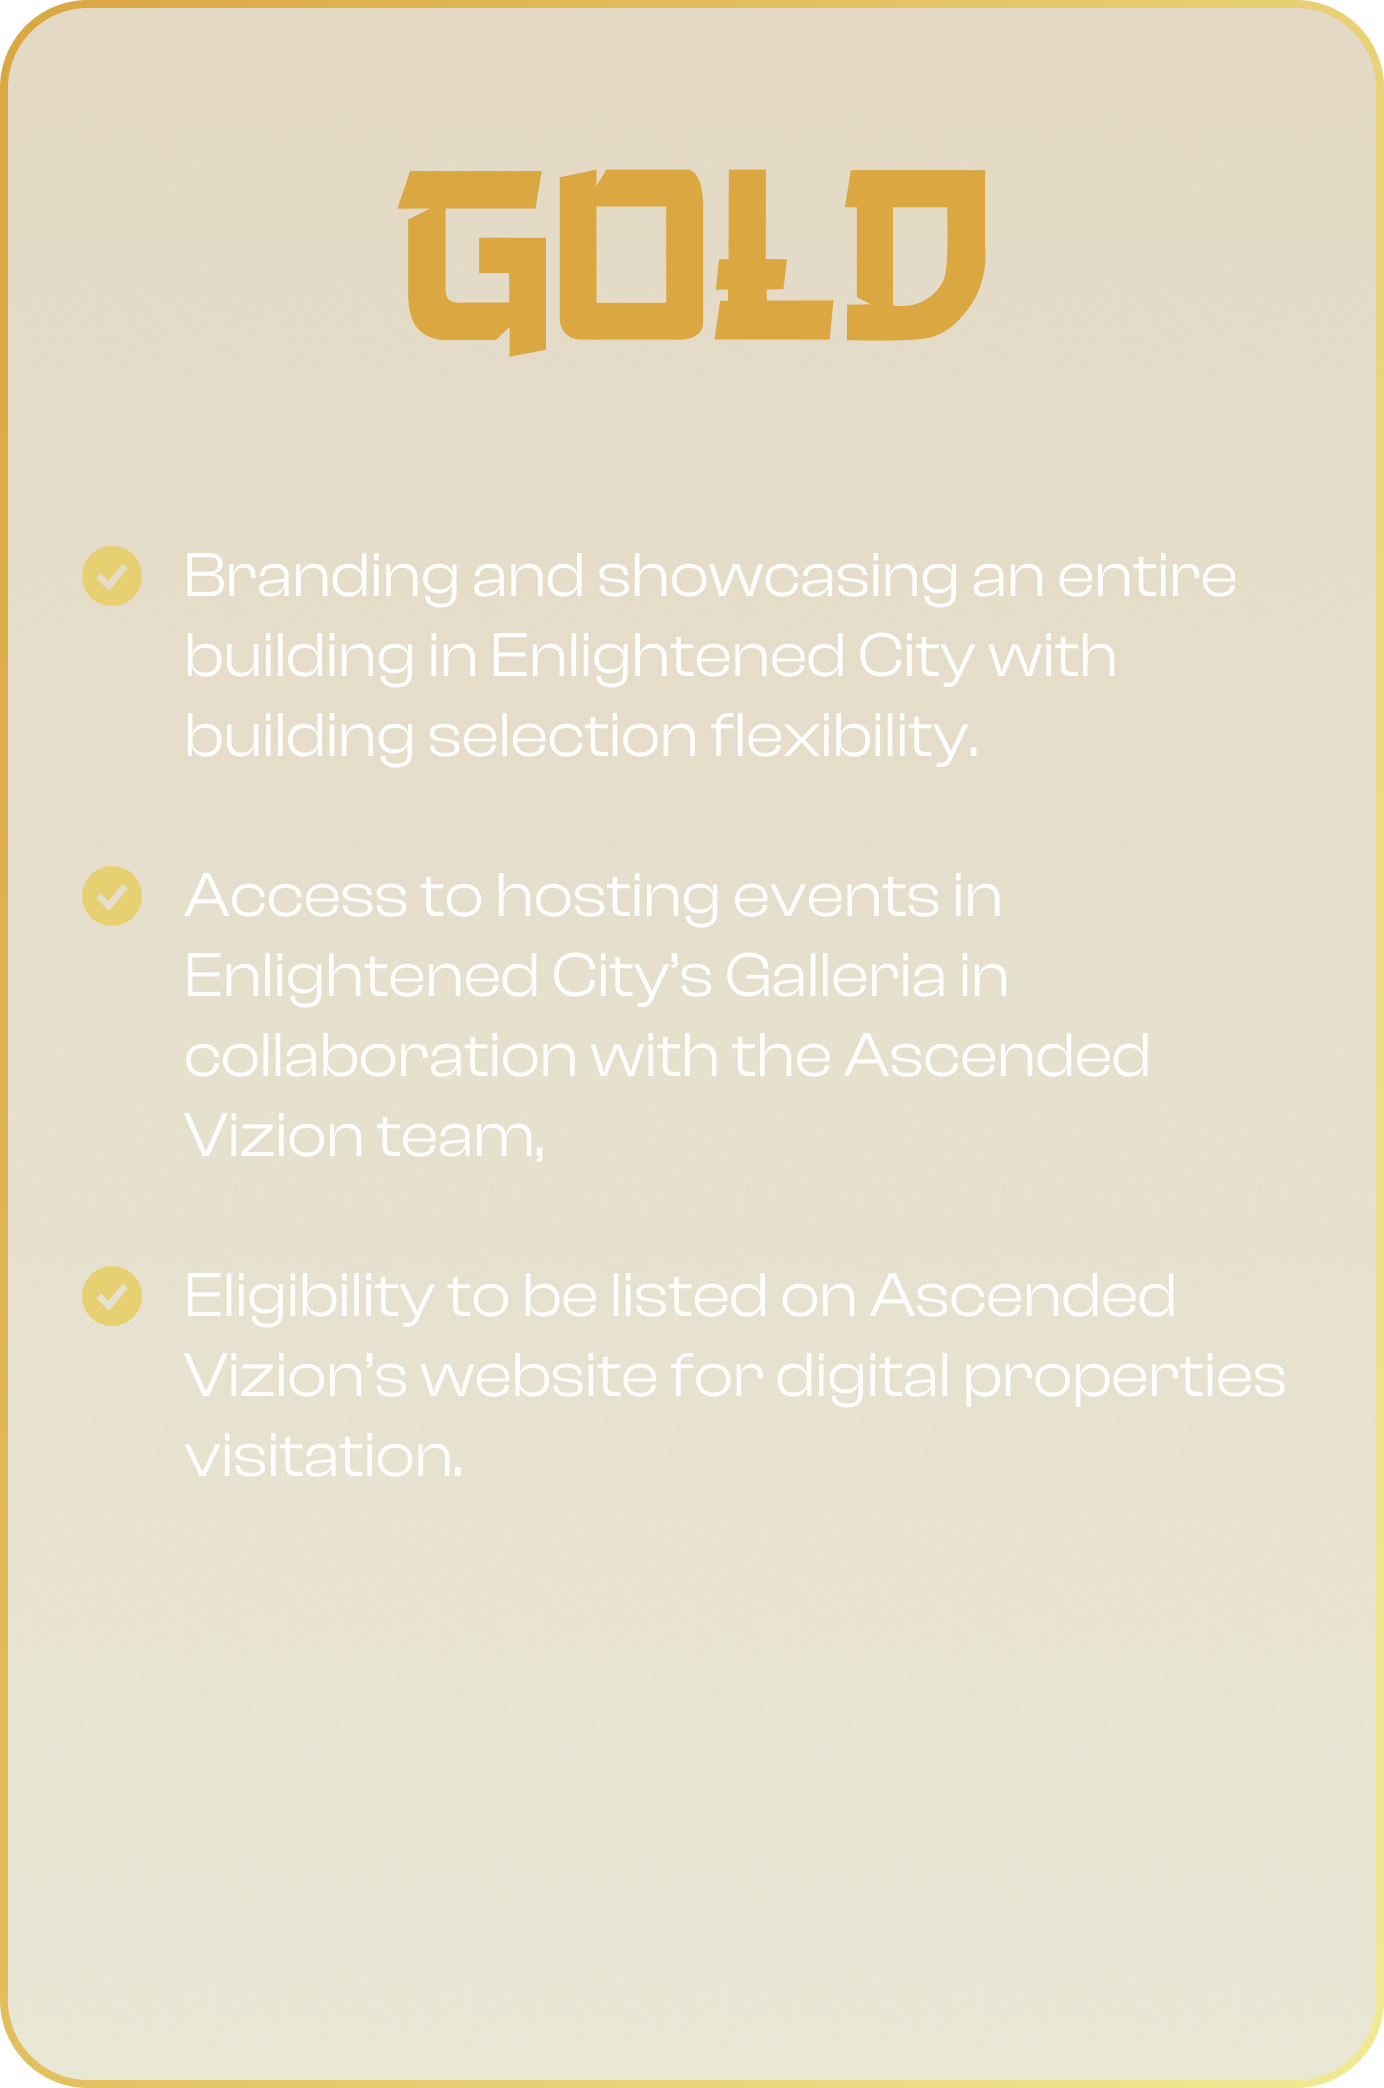 GOLD
Branding and showcasing an entire
building in Enlightened City with
building selection flexibility.
Access to hosting events in
Enlightened City’s Galleria in
collaboration with the Ascended
Vizion team,
Eligibility to be listed on Ascended
Vizion’s website for digital properties
visitation.